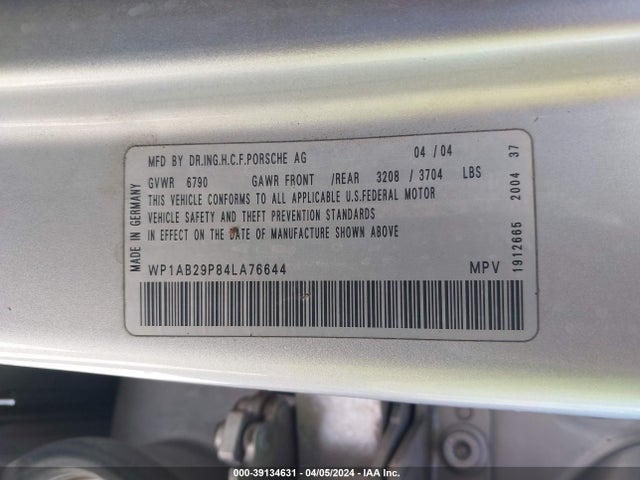 MFD BY DR.ING.H.C.F.PORSCHE AG 04 / 04
GVWR 6790 GAWR FRONT /REAR 3208 / 3704 LBS
THIS VEHICLE CONFORMS TO ALL APPLICABLE U.S.FEDERAL MOTOR
VEHICLE SAFETY AND THEFT PREVENTION STANDARDS
IN EFFECT ON THE DATE OF MANUFACTURE SHOWN ABOVE
WP1AB29P84LA76644 MPV
MADE IN GERMANY
1912665 2004 37
000-39134631 - 04/05/2024 - IAA Inc.